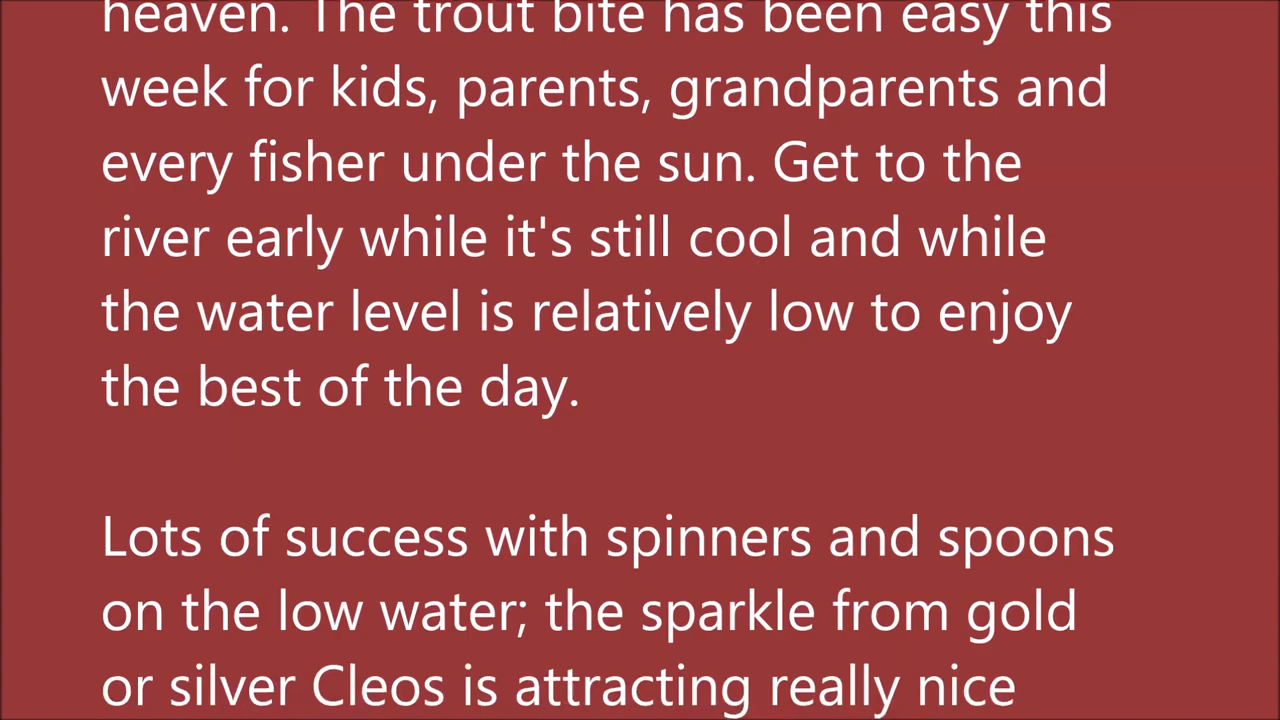 heaven. The trout bite has been easy this
week for kids, parents, grandparents and
every fisher under the sun. Get to the
river early while it's still cool and while
the water level is relatively low to enjoy
the best of the day.
Lots of success with spinners and spoons
on the low water; the sparkle from gold
or silver Cleos is attracting really nice